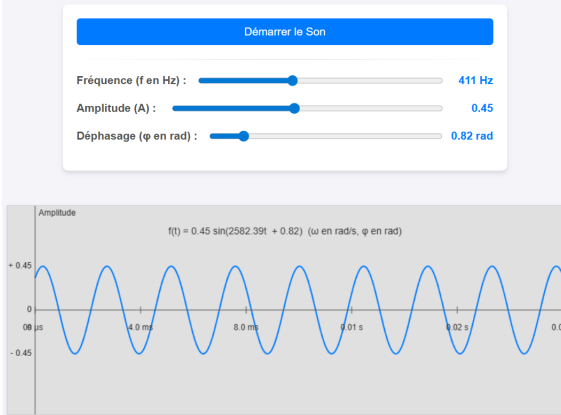 Démarrer le Son
Fréquence (f en Hz) : 411 Hz
Amplitude (A) : 0.45
Déphasage (φ en rad) : 0.82 rad
Amplitude
f(t) = 0.45 sin(2582.39t + 0.82) (ω en rad/s, φ en rad)
+ 0.45
0
4.0 ms 8.0 ms 0.01 s 0.02 s
- 0.45